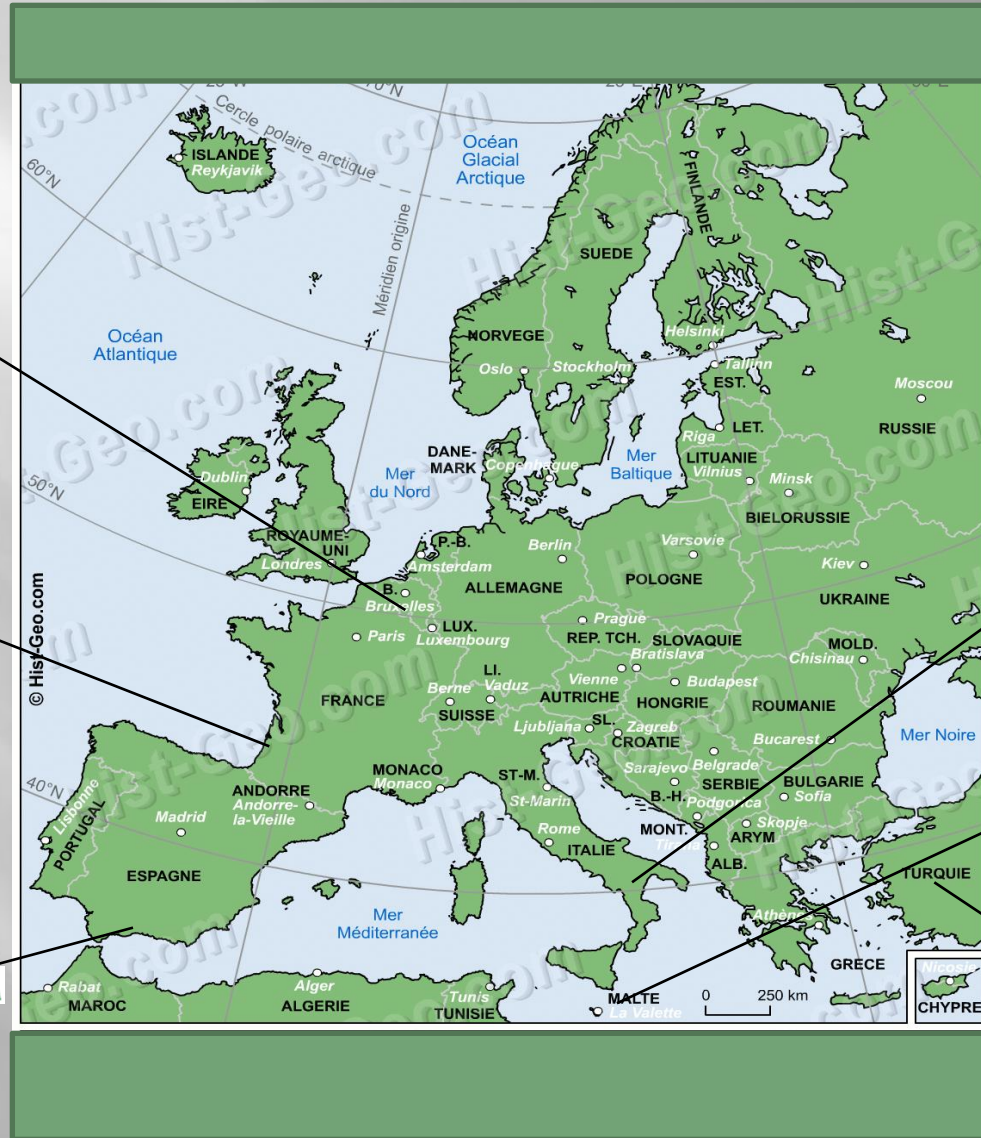 Cercle polaire arctique
Océan
Glacial
Arctique
ISLANDE
Reykjavik
60°N
70°N
Méridien origine
FINLANDE
SUEDE
NORVEGE
Océan
Atlantique
Helsinki
Oslo
Stockholm
Tallinn
EST.
Moscou
RUSSIE
Riga
LET.
DANE-
MARK
Copenhague
Mer
Baltique
LITUANIE
Vilnius
Minsk
BIELORUSSIE
Mer
du Nord
Dublin
EIRE
50°N
ROYAUME-
UNI
Londres
P.-B.
Amsterdam
Berlin
ALLEMAGNE
Varsovie
POLOGNE
Kiev
UKRAINE
B.
Bruxelles
LUX.
Luxembourg
Paris
Prague
REP. TCH.
SLOVAQUIE
Bratislava
MOLD.
Chisinau
FRANCE
LI.
Vaduz
Berne
SUISSE
Vienne
AUTRICHE
Budapest
HONGRIE
ROUMANIE
Ljubljana
SL.
Zagreb
CROATIE
Bucarest
Mer Noire
MONACO
Monaco
ST-M.
St-Marin
Sarajevo
B.-H.
Belgrade
SERBIE
BULGARIE
Sofia
ANDORRE
Andorre-
la-Vieille
40°N
Lisbonne
PORTUGAL
Madrid
ESPAGNE
Rome
ITALIE
Podgorica
MONT.
Skopje
ARYM
Tirana
ALB.
TURQUIE
Mer
Méditerranée
Athènes
GRECE
Nicosie
CHYPRE
Rabat
MAROC
Alger
ALGERIE
Tunis
TUNISIE
MALTE
La Valette
0 250 km
© Hist-Geo.com
Hist-Geo.com